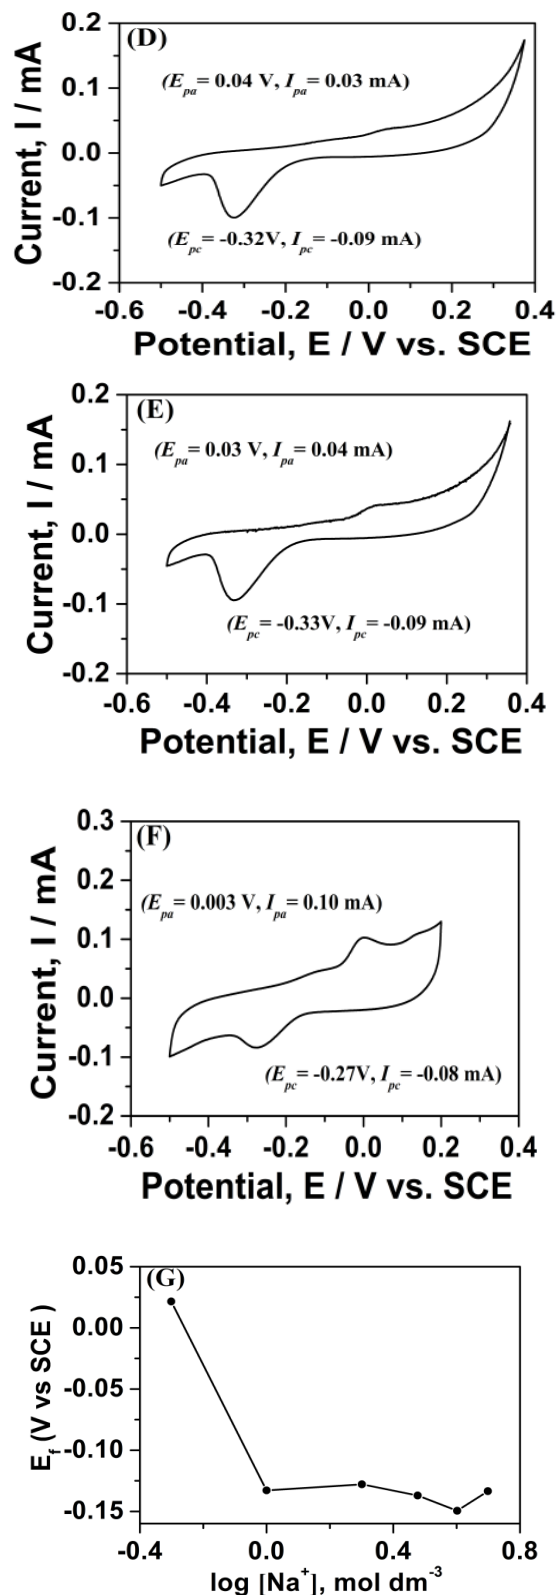 (D)
(Epa= 0.04 V, Ipa= 0.03 mA)
(Epc= -0.32V, Ipc= -0.09 mA)
Current, I / mA
0.2
0.1
0.0
-0.1
-0.2
-0.6 -0.4 -0.2 0.0 0.2 0.4
Potential, E / V vs. SCE
(E)
(Epa= 0.03 V, Ipa= 0.04 mA)
(Epc= -0.33V, Ipc= -0.09 mA)
Current, I / mA
0.2
0.1
0.0
-0.1
-0.2
-0.6 -0.4 -0.2 0.0 0.2 0.4
Potential, E / V vs. SCE
(F)
(Epa= 0.003 V, Ipa= 0.10 mA)
(Epc= -0.27V, Ipc= -0.08 mA)
Current, I / mA
0.3
0.2
0.1
0.0
-0.1
-0.2
-0.6 -0.4 -0.2 0.0 0.2 0.4
Potential, E / V vs. SCE
(G)
Ef (V vs SCE )
0.05
0.00
-0.05
-0.10
-0.15
-0.4 0.0 0.4 0.8
log [Na+], mol dm-3